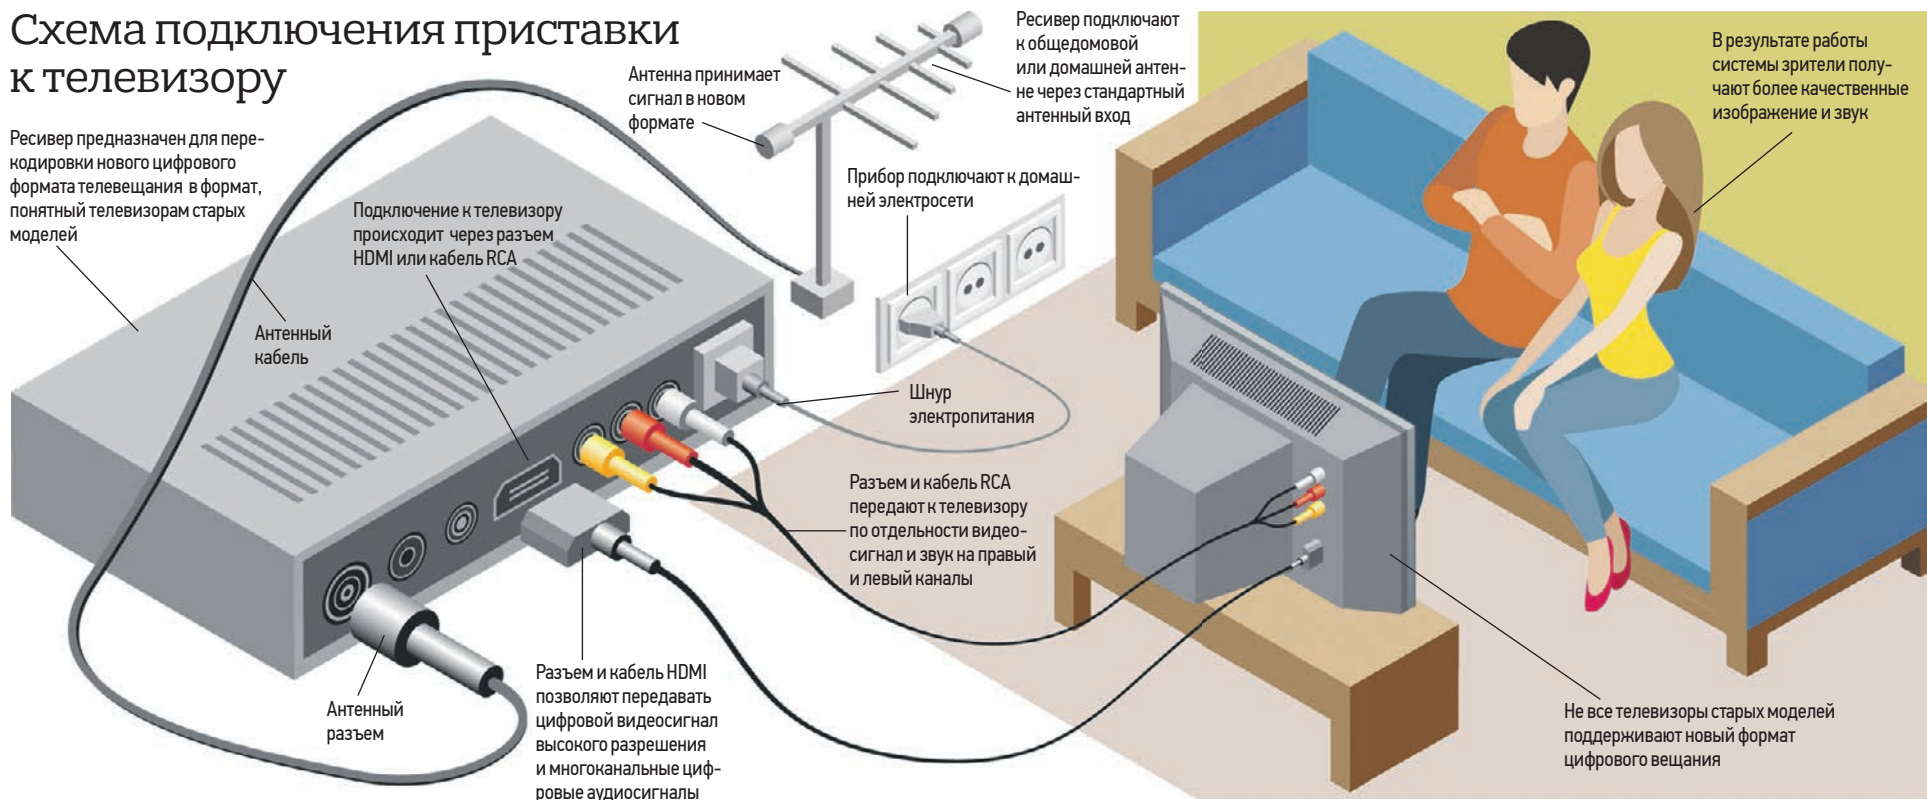 Схема подключения приставки
к телевизору
Ресивер предназначен для пере-
кодировки нового цифрового
формата телевещания в формат,
понятный телевизорам старых
моделей
Подключение к телевизору
происходит через разъем
HDMI или кабель RCA
Антенный
кабель
Антенна принимает
сигнал в новом
формате
Ресивер подключают
к общедомовой
или домашней антен-
не через стандартный
антенный вход
Прибор подключают к домаш-
ней электросети
В результате работы
системы зрители полу-
чают более качественные
изображение и звук
Шнур
электропитания
Разъем и кабель RCA
передают к телевизору
по отдельности видео-
сигнал и звук на правый
и левый каналы
Антенный
разъем
Разъем и кабель HDMI
позволяют передавать
цифровой видеосигнал
высокого разрешения
и многоканальные циф-
ровые аудиосигналы
Не все телевизоры старых моделей
поддерживают новый формат
цифрового вещания